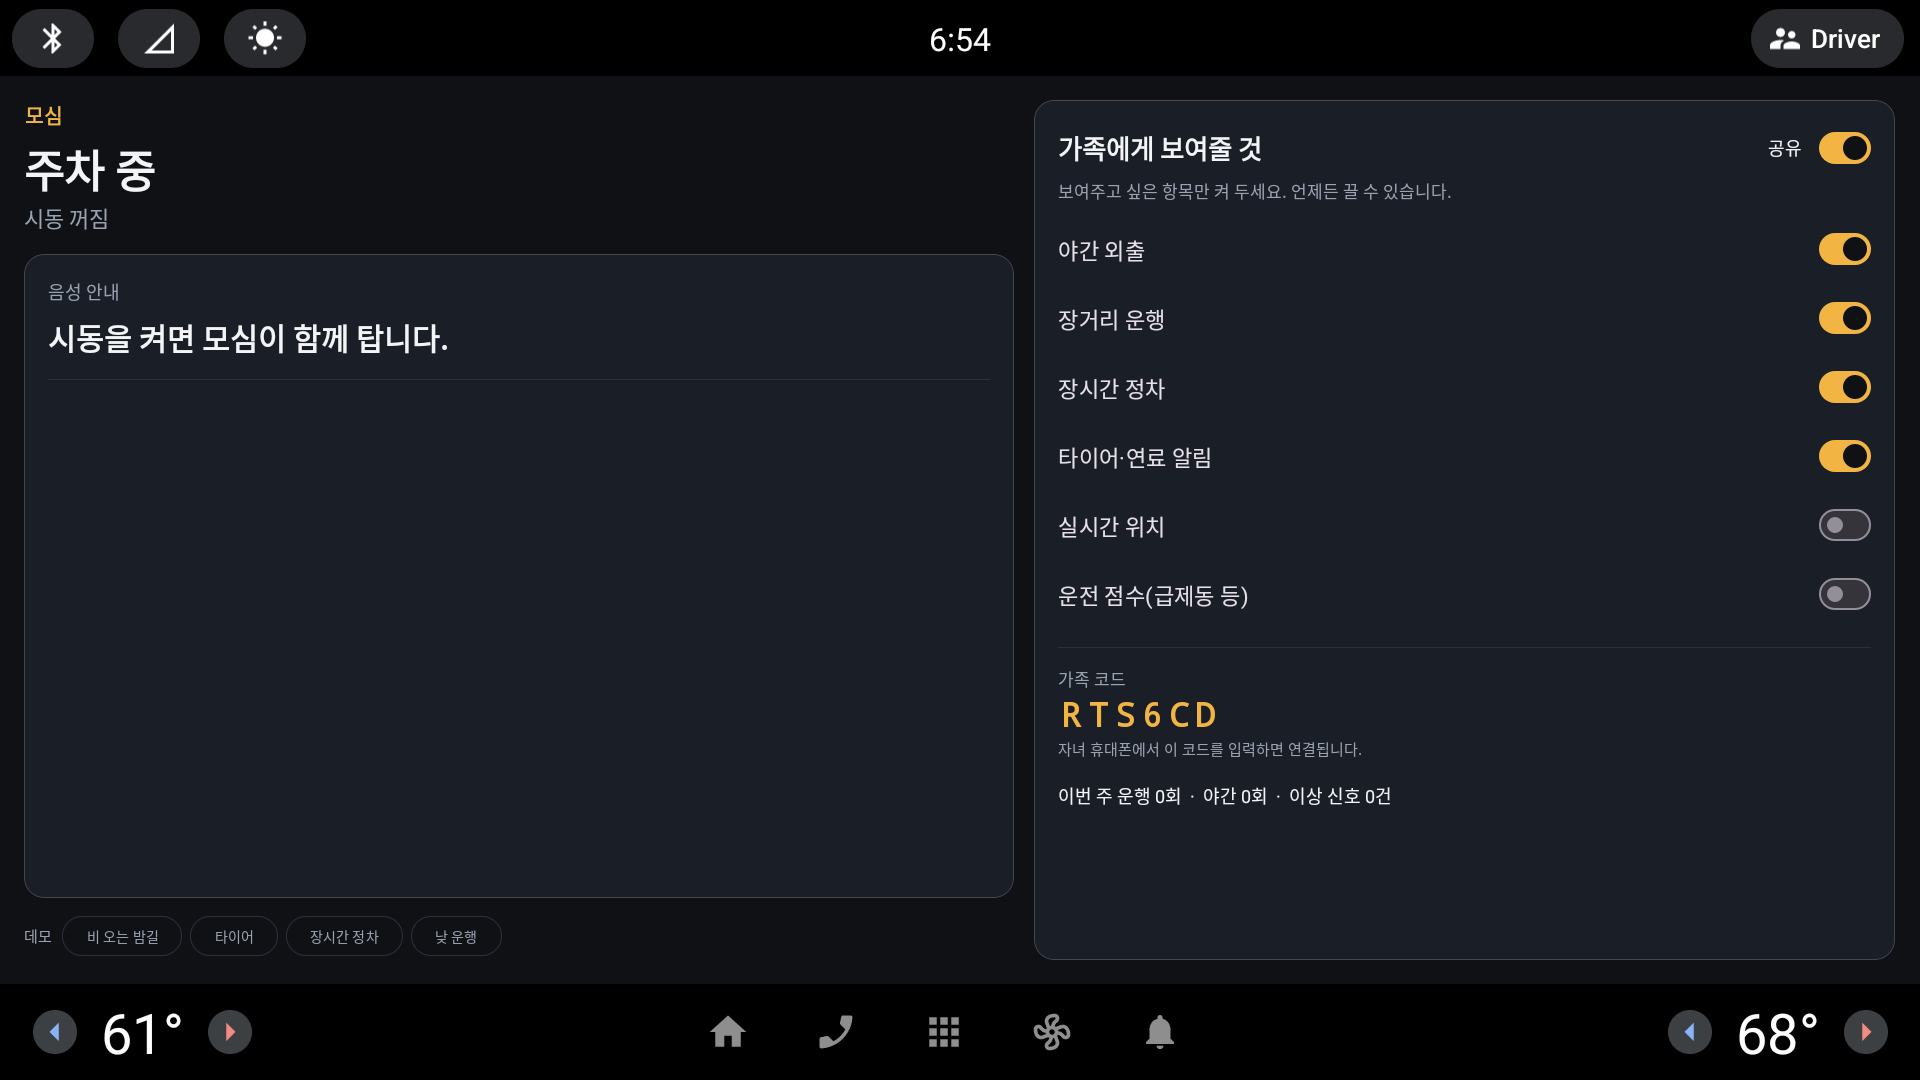 6:54
Driver
모심
주차 중
시동 꺼짐
음성 안내
시동을 켜면 모심이 함께 탑니다.
데모
비 오는 밤길
타이어
장시간 정차
낮 운행
가족에게 보여줄 것
공유
보여주고 싶은 항목만 켜 두세요. 언제든 끌 수 있습니다.
야간 외출
장거리 운행
장시간 정차
타이어·연료 알림
실시간 위치
운전 점수(급제동 등)
가족 코드
RTS6CD
자녀 휴대폰에서 이 코드를 입력하면 연결됩니다.
이번 주 운행 0회 · 야간 0회 · 이상 신호 0건
61°
68°